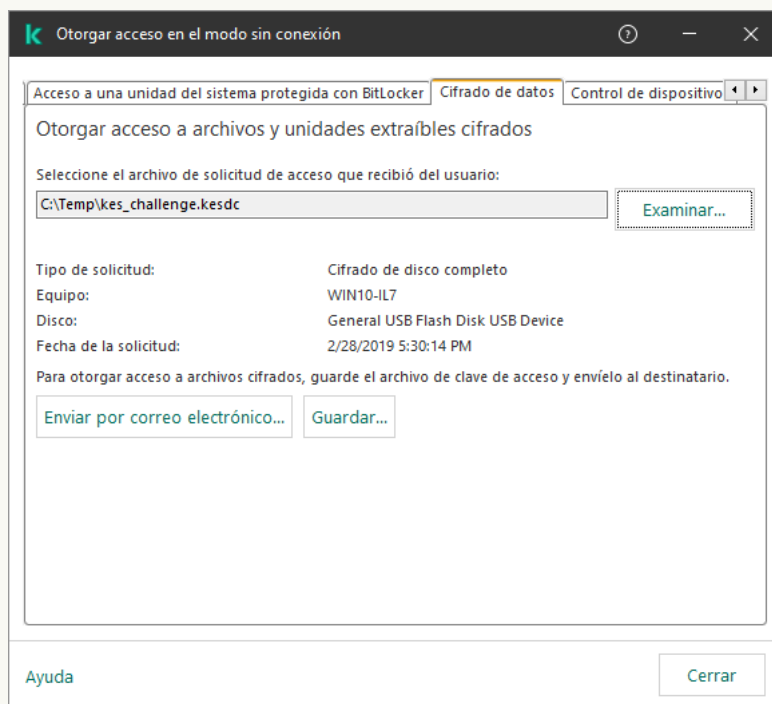 Otorgar acceso en el modo sin conexión
Acceso a una unidad del sistema protegida con BitLocker Cifrado de datos Control de dispositivo
Otorgar acceso a archivos y unidades extraíbles cifrados
Seleccione el archivo de solicitud de acceso que recibió del usuario:
C:\Temp\kes_challenge.kesdc Examinar...
Tipo de solicitud: Cifrado de disco completo
Equipo: WIN10-IL7
Disco: General USB Flash Disk USB Device
Fecha de la solicitud: 2/28/2019 5:30:14 PM
Para otorgar acceso a archivos cifrados, guarde el archivo de clave de acceso y envíelo al destinatario.
Enviar por correo electrónico... Guardar...
Ayuda Cerrar